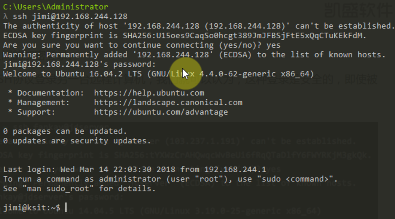 C:\Users\Administrator
λ ssh jimi@192.168.244.128
The authenticity of host '192.168.244.128 (192.168.244.128)' can't be established.
ECDSA key fingerprint is
Are you sure you want to continue connecting (yes/no)? yes
Warning: Permanently added '192.168.244.128' (ECDSA) to the list of known hosts.
jimi@192.168.244.128's password:
Welcome to Ubuntu 16.04.2 LTS (GNU/Linux 4.4.0-62-generic x86_64)
* Documentation: https://help.ubuntu.com
* Management: https://landscape.canonical.com
* Support: https://ubuntu.com/advantage
0 packages can be updated.
0 updates are security updates.
Last login: Wed Mar 14 22:03:30 2018 from 192.168.244.1
To run a command as administrator (user "root"), use "sudo <command>".
See "man sudo_root" for details.
jimi@ksit:~$